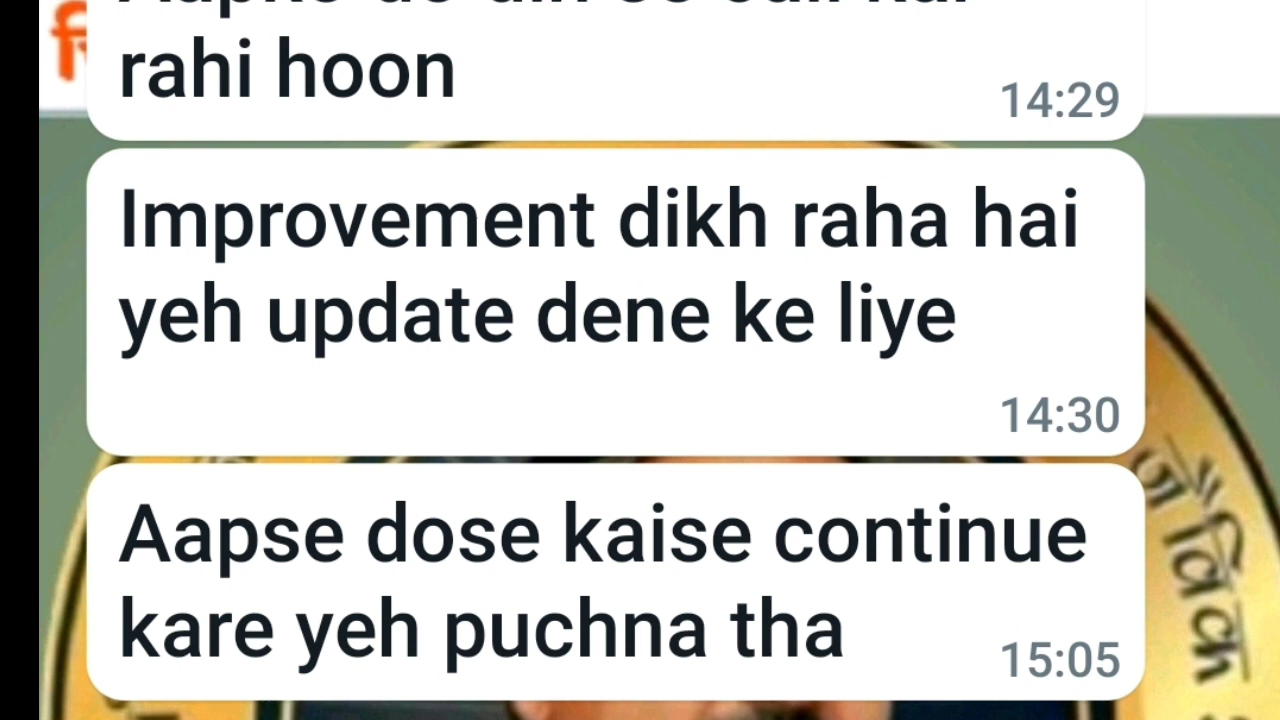 rahi hoon
14:29
Improvement dikh raha hai
yeh update dene ke liye
14:30
Aapse dose kaise continue
kare yeh puchna tha
15:05